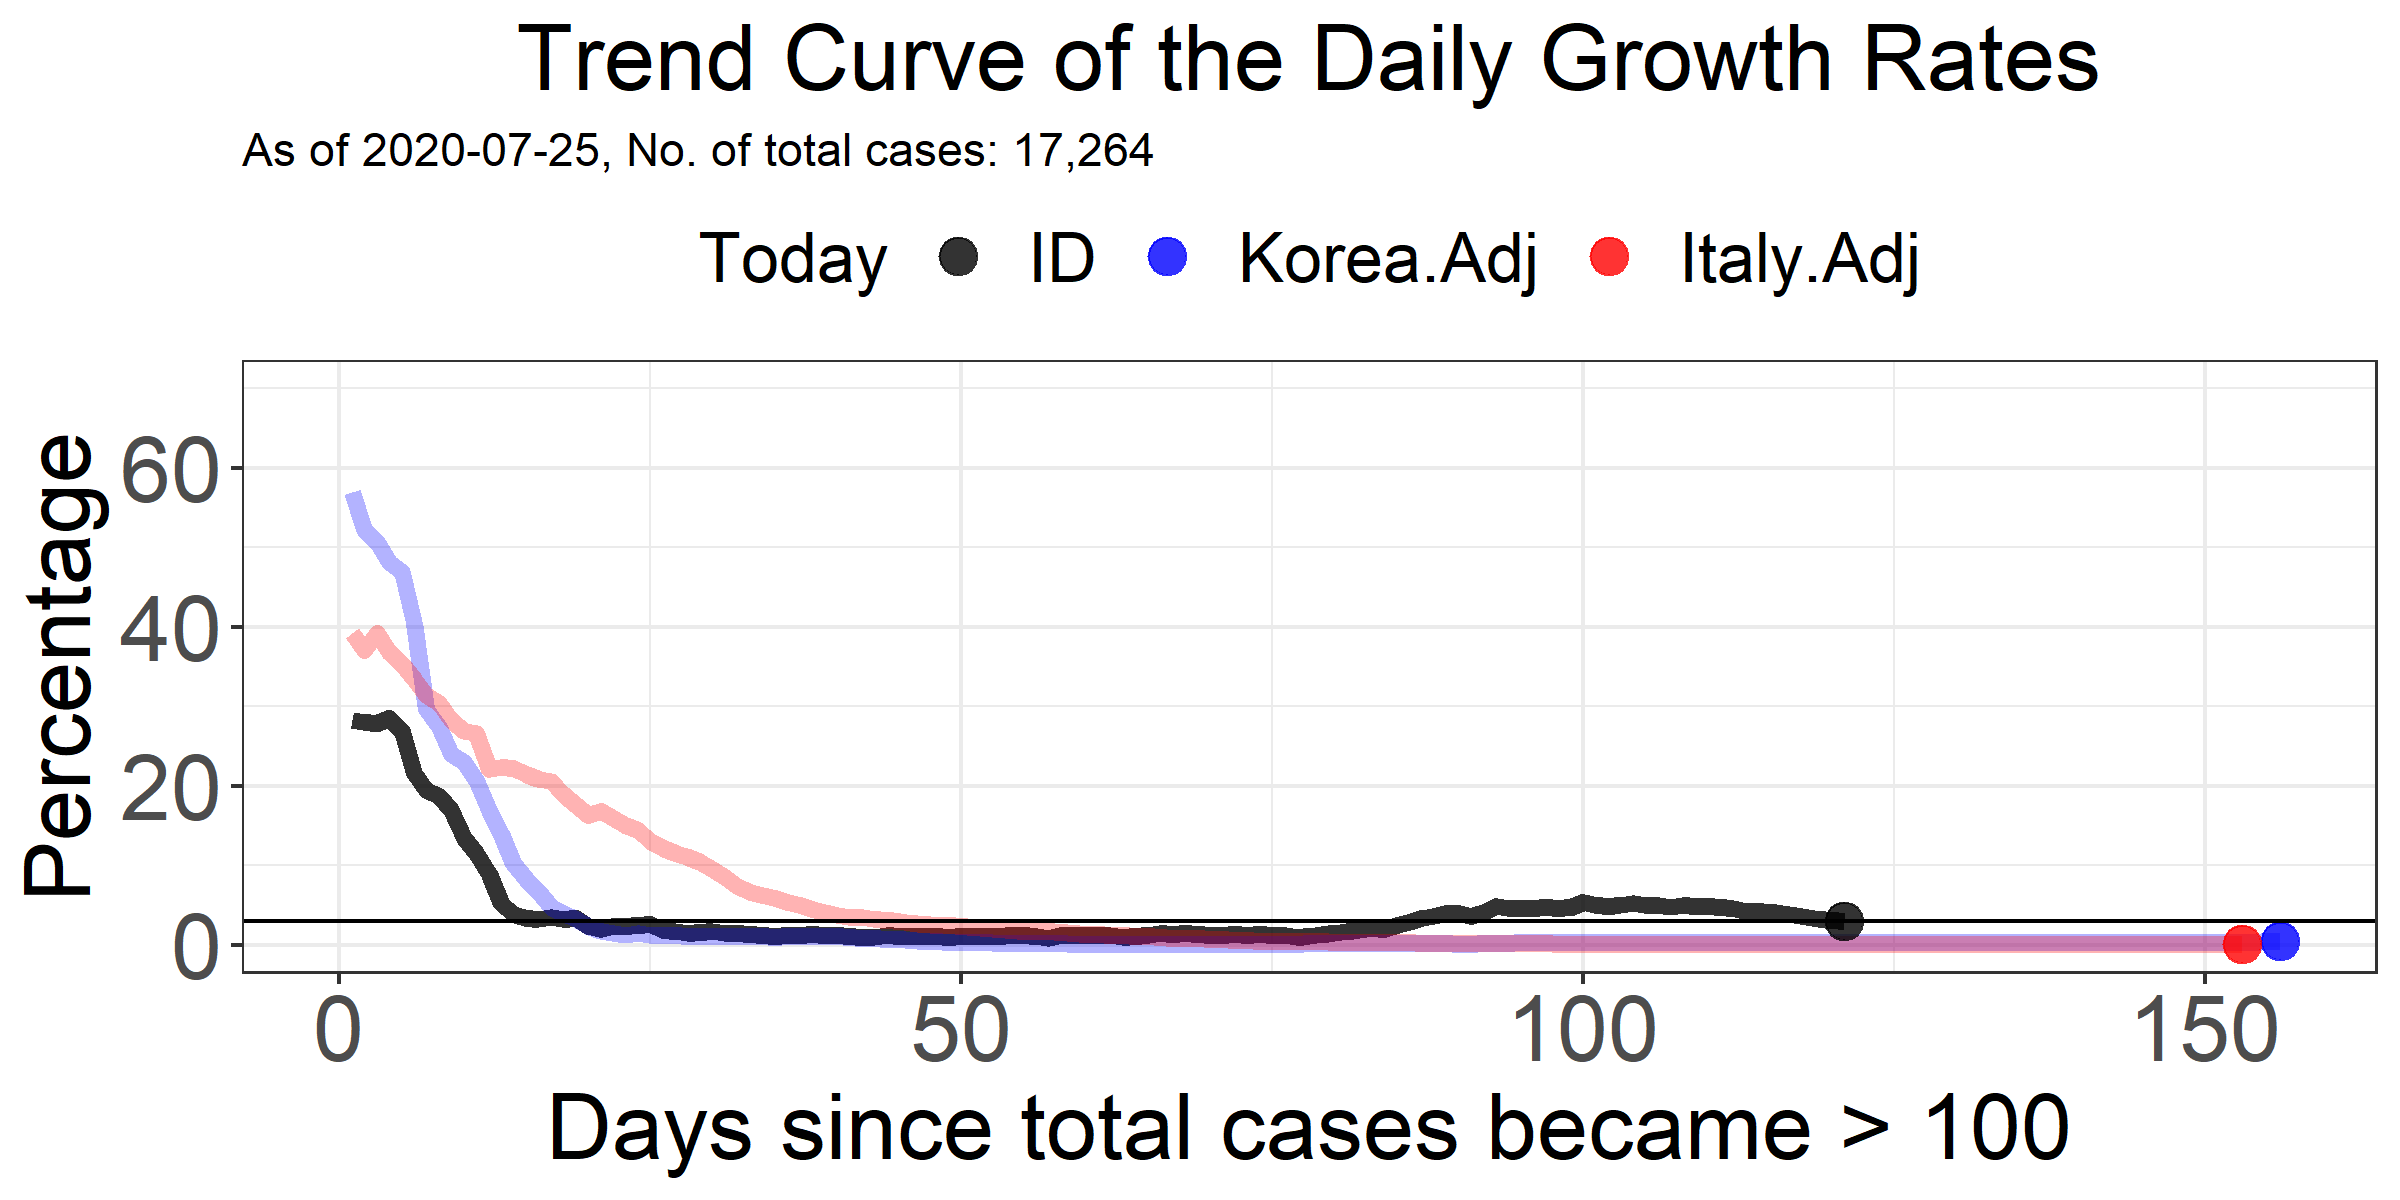 Trend Curve of the Daily Growth Rates
As of 2020-07-25, No. of total cases: 17,264
Today ID Korea.Adj Italy.Adj
Percentage
60
40
20
0
0 50 100 150
Days since total cases became > 100